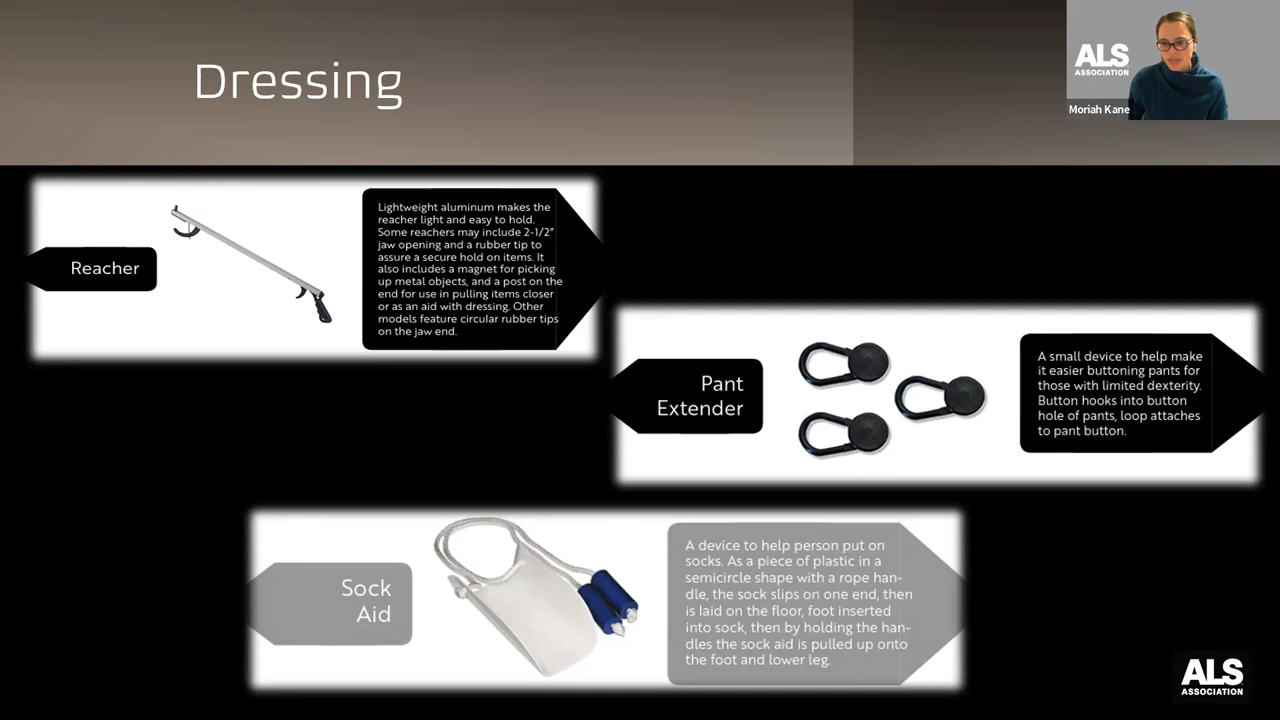 Dressing
ALS
ASSOCIATION
Moriah Kane
Reacher
Lightweight aluminum makes the
reacher light and easy to hold.
Some reachers may include 2-1/2”
jaw opening and a rubber tip to
assure a secure hold on items. It
also includes a magnet for picking
up metal objects, and a post on the
end for use in pulling items closer
or as an aid with dressing. Other
models feature circular rubber tips
on the jaw end.
Pant
Extender
A small device to help make
it easier buttoning pants for
those with limited dexterity.
Button hooks into button
hole of pants, loop attaches
to pant button.
Sock
Aid
A device to help person put on
socks. As a piece of plastic in a
semicircle shape with a rope han-
dle, the sock slips on one end, then
is laid on the floor, foot inserted
into sock, then by holding the han-
dles the sock aid is pulled up onto
the foot and lower leg.
ALS
ASSOCIATION